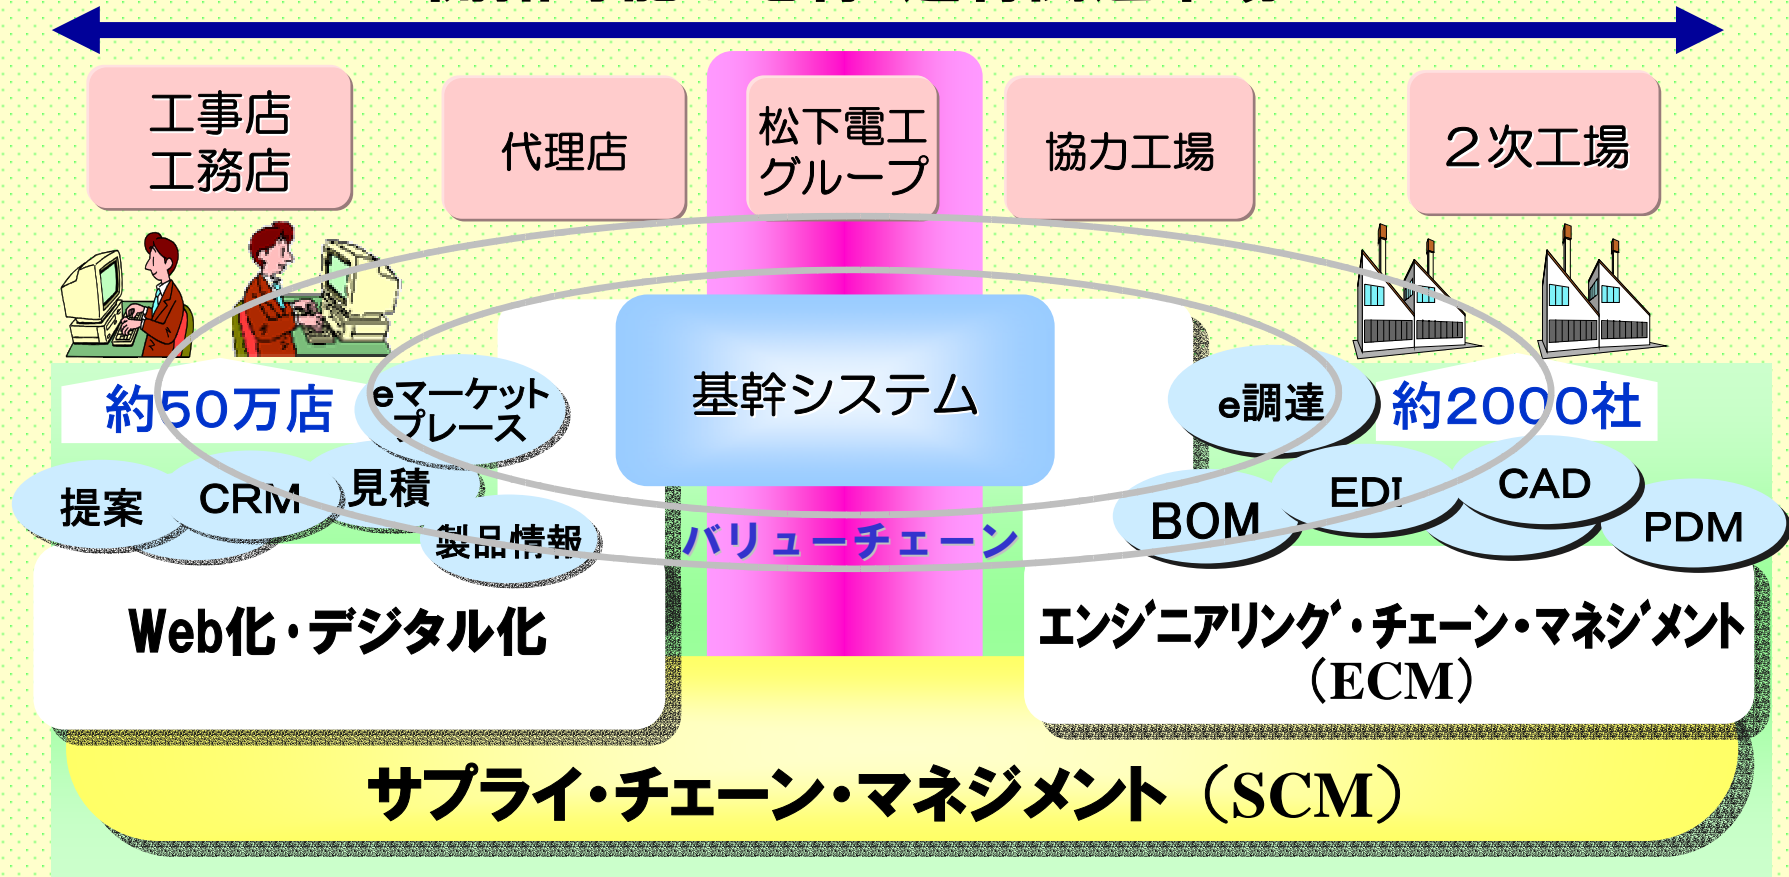 工事店
工務店
代理店
松下電工
グループ
協力工場
２次工場
約５０万店
eマーケット
プレース
基幹システム
e調達
約２０００社
提案
CRM
見積
製品情報
バリューチェーン
BOM
EDI
CAD
PDM
Web化・デジタル化
エンジニアリング・チェーン・マネジメント
（ECM）
サプライ・チェーン・マネジメント（SCM）